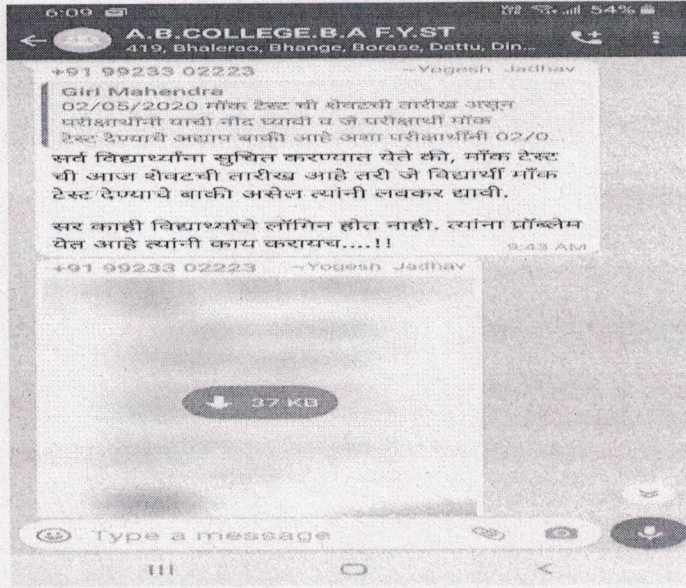 6:09 54%
A.B.COLLEGE.B.A F.Y.ST
419, Bhalerao, Bhange, Borase, Dattu, Din...
+91 99233 02223 ~Yogesh Jadhav
Giri Mahendra
02/05/2020 मॉक टेस्ट ची शेवटची तारीख असुन
परीक्षार्थीनी याची नोंद घ्यावी व जे परीक्षार्थी मॉक
टेस्ट देण्याचे अद्याप बाकी आहे अशा परीक्षार्थीनी 02/0...
सर्व विद्यार्थ्यांना सुचित करण्यात येते की, मॉक टेस्ट
ची आज शेवटची तारीख आहे तरी जे विद्यार्थी मॉक
टेस्ट देण्याचे बाकी असेल त्यांनी लवकर द्यावी.
सर काही विद्यार्थ्यांचे लॉगिन होत नाही. त्यांना प्रॉब्लेम
येत आहे त्यांनी काय करायच....!!
9:43 AM
+91 99233 02223 ~Yogesh Jadhav
37 KB
Type a message